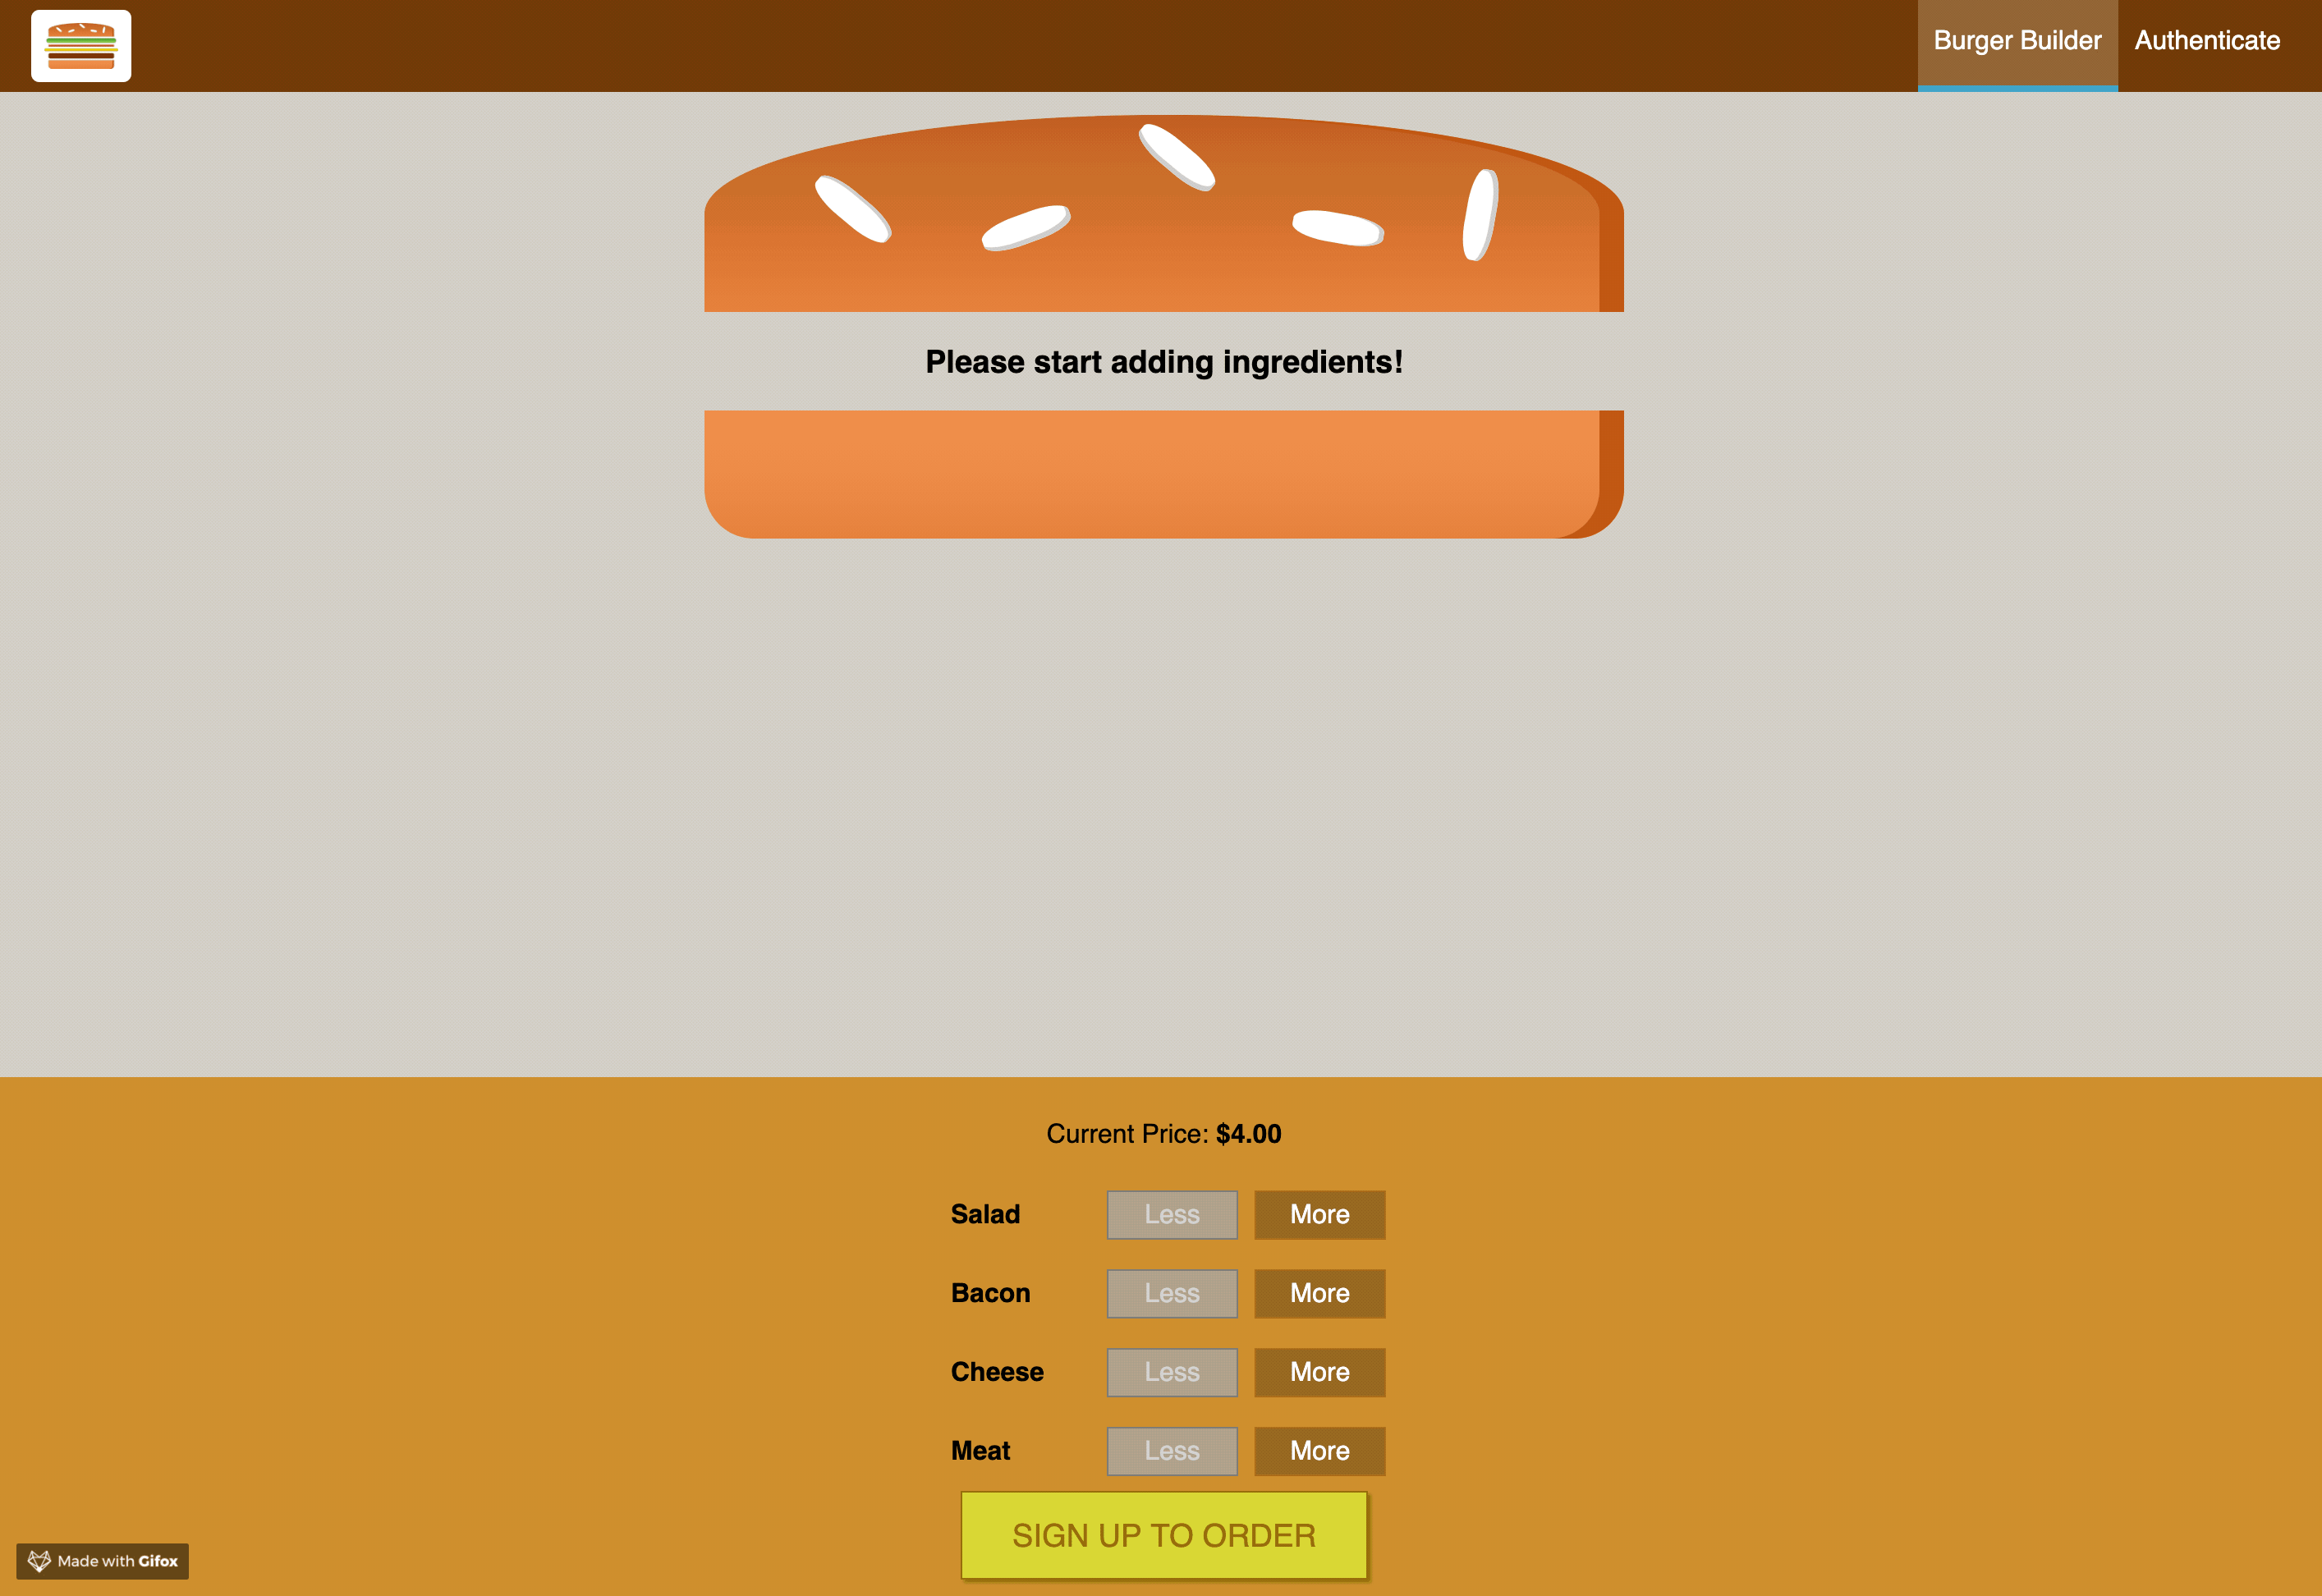 Burger Builder Authenticate
Please start adding ingredients!
Current Price: $4.00
Salad Less More
Bacon Less More
Cheese Less More
Meat Less More
SIGN UP TO ORDER
Made with Gifox